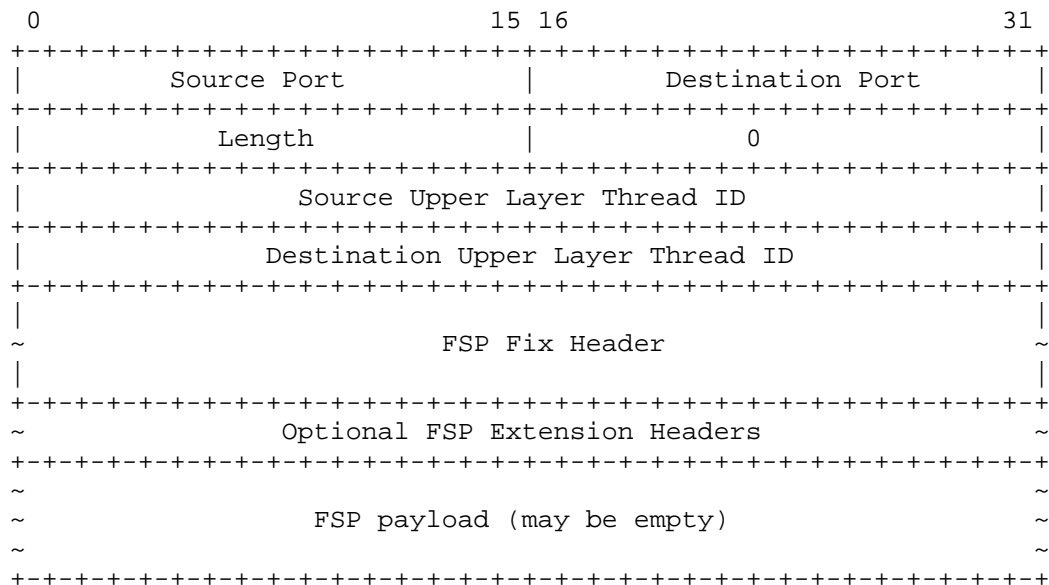 0 15 16 31
+-+-+-+-+-+-+-+-+-+-+-+-+-+-+-+-+-+-+-+-+-+-+-+-+-+-+-+-+-+-+-+-+
| Source Port | Destination Port |
+-+-+-+-+-+-+-+-+-+-+-+-+-+-+-+-+-+-+-+-+-+-+-+-+-+-+-+-+-+-+-+-+
| Length | 0 |
+-+-+-+-+-+-+-+-+-+-+-+-+-+-+-+-+-+-+-+-+-+-+-+-+-+-+-+-+-+-+-+-+
| Source Upper Layer Thread ID |
+-+-+-+-+-+-+-+-+-+-+-+-+-+-+-+-+-+-+-+-+-+-+-+-+-+-+-+-+-+-+-+-+
| Destination Upper Layer Thread ID |
+-+-+-+-+-+-+-+-+-+-+-+-+-+-+-+-+-+-+-+-+-+-+-+-+-+-+-+-+-+-+-+-+
| |
~ FSP Fix Header ~
| |
+-+-+-+-+-+-+-+-+-+-+-+-+-+-+-+-+-+-+-+-+-+-+-+-+-+-+-+-+-+-+-+-+
~ Optional FSP Extension Headers ~
+-+-+-+-+-+-+-+-+-+-+-+-+-+-+-+-+-+-+-+-+-+-+-+-+-+-+-+-+-+-+-+-+
~ ~
~ FSP payload (may be empty) ~
~ ~
+-+-+-+-+-+-+-+-+-+-+-+-+-+-+-+-+-+-+-+-+-+-+-+-+-+-+-+-+-+-+-+-+